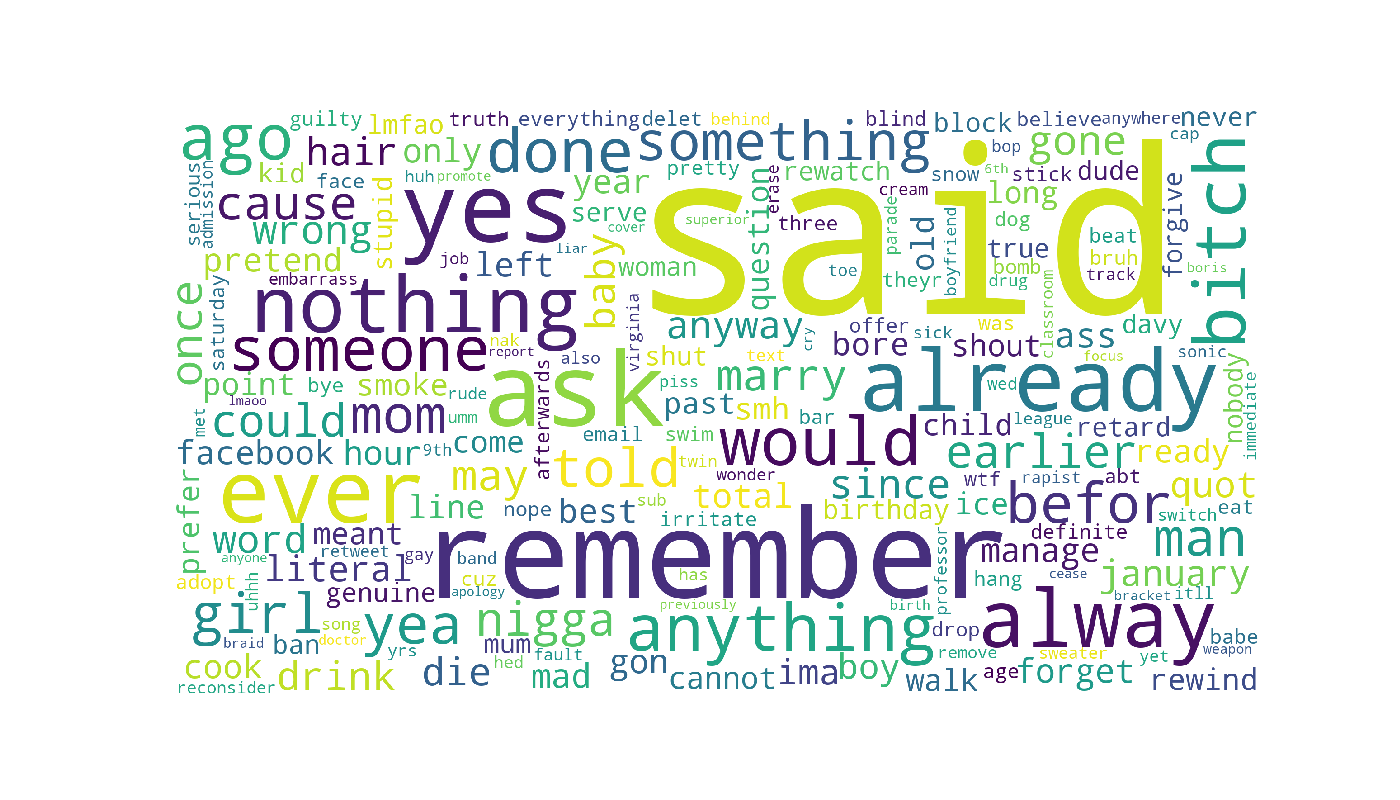 guilty lmfao truth everything delet behind blind block believe anywhere never
ago hair only done something bop gone cap
kid face huh promote year pretty rewatch cream snow 6th stick dude
serious admission cause stupid yes serve question erase three parade old long forgive bitch
wrong cover superior said boyfriend dog true beat
pretend job left liar baby woman toe theyr drug bomb bruh track boris
once saturday embarrass nothing virginia anyway offer was classroom ass davy
someone nak report also shut text cry bore sick shout focus sonic
point bye smoke rude ask piss marry already wed nobody immediate
met lmaoo could mom umm past smh bar child league retard
facebook hour 9th come afterwards email swim would earlier ready
prefer ever may told twin wonder since wtf rapist abt quot
line nope best sub total birthday ice befor switch eat
word meant irritate professor definite man
anyone retweet gay band remember manage
adopt uhhh literal cuz has hang cease january
genuine apology previously birth bracket itll
girl song yea nigga anything drop alway babe
braid ban doctor yrs mum fault remove sweater yet weapon
cook drink die hed mad gon cannot ima boy walk age forget rewind
reconsider